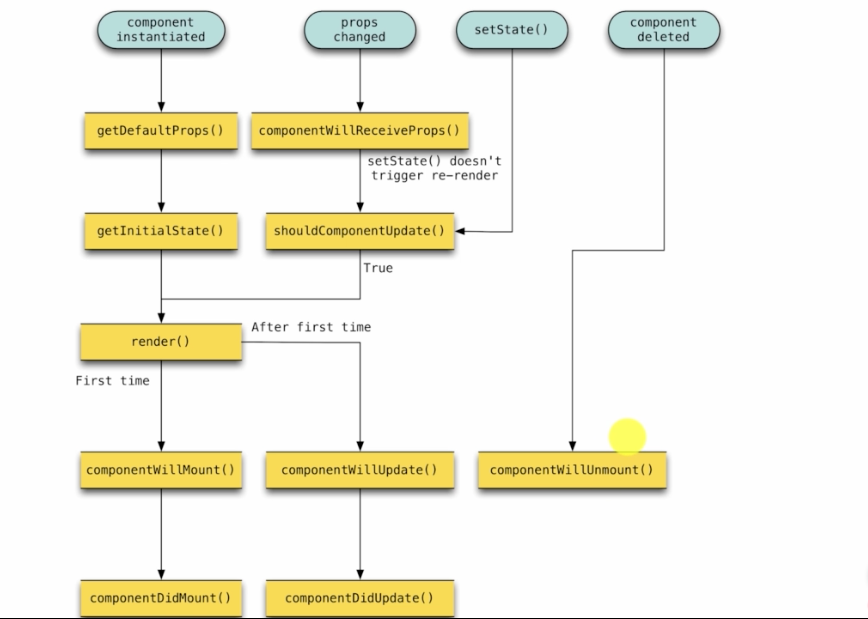 component
instantiated
props
changed
setState()
component
deleted
getDefaultProps()
componentWillReceiveProps()
setState() doesn't
trigger re-render
getInitialState()
shouldComponentUpdate()
True
After first time
render()
First time
componentWillMount()
componentWillUpdate()
componentWillUnmount()
componentDidMount()
componentDidUpdate()